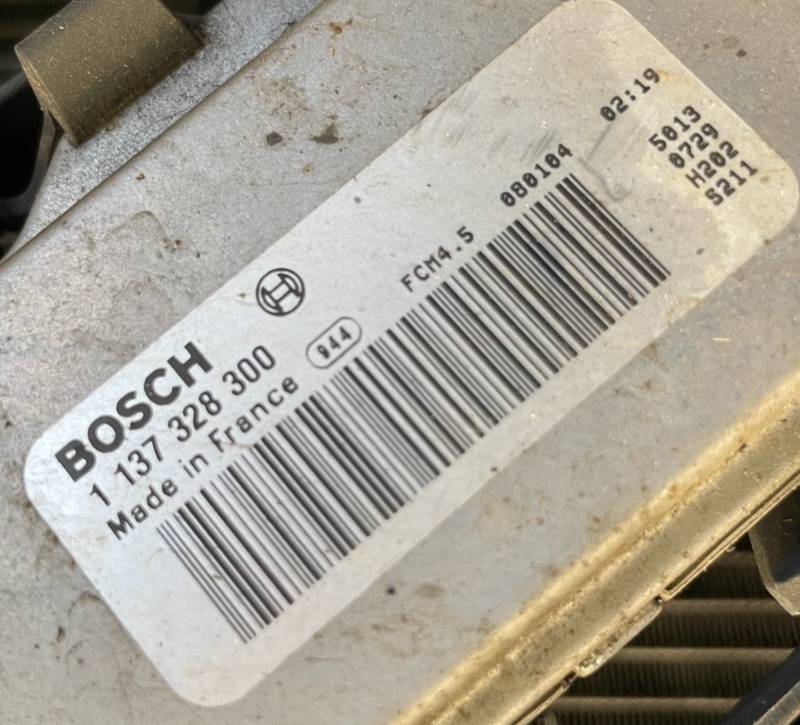 BOSCH
1 137 328 300
Made in France
944
FCM4.5
080104
02:19
5013
0729
H202
S211